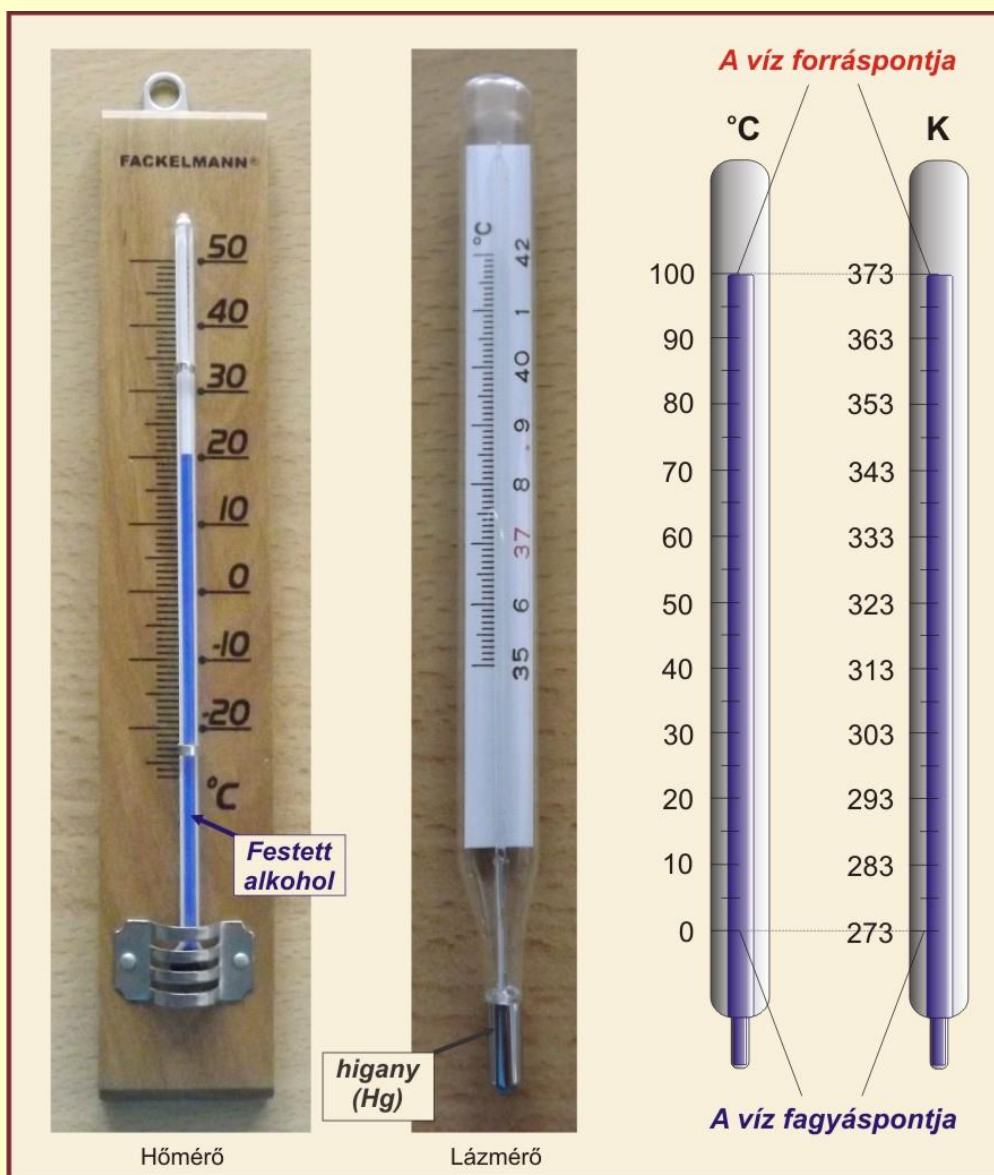 FACKELMANN®
50
40
30
20
10
0
-10
-20
°C
Festett
alkohol
Hőmérő
°C
42
1
40
9
8
37
6
35
higany
(Hg)
Lázmérő
A víz forráspontja
°C K
100 373
90 363
80 353
70 343
60 333
50 323
40 313
30 303
20 293
10 283
0 273
A víz fagyáspontja